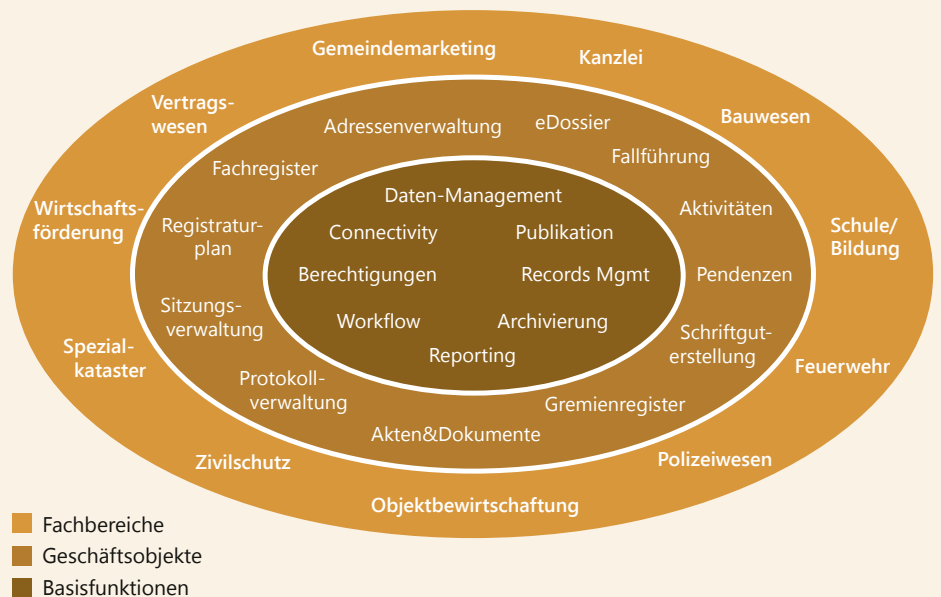 Gemeindemarketing
Kanzlei
Vertrags-
wesen
Bauwesen
Wirtschafts-
förderung
Schule/
Bildung
Spezial-
kataster
Feuerwehr
Zivilschutz
Polizeiwesen
Objektbewirtschaftung
Adressenverwaltung
eDossier
Fachregister
Fallführung
Registratur-
plan
Aktivitäten
Pendenzen
Sitzungs-
verwaltung
Schriftgut-
erstellung
Protokoll-
verwaltung
Gremienregister
Akten&Dokumente
Daten-Management
Connectivity
Publikation
Berechtigungen
Records Mgmt
Workflow
Archivierung
Reporting
Fachbereiche
Geschäftsobjekte
Basisfunktionen